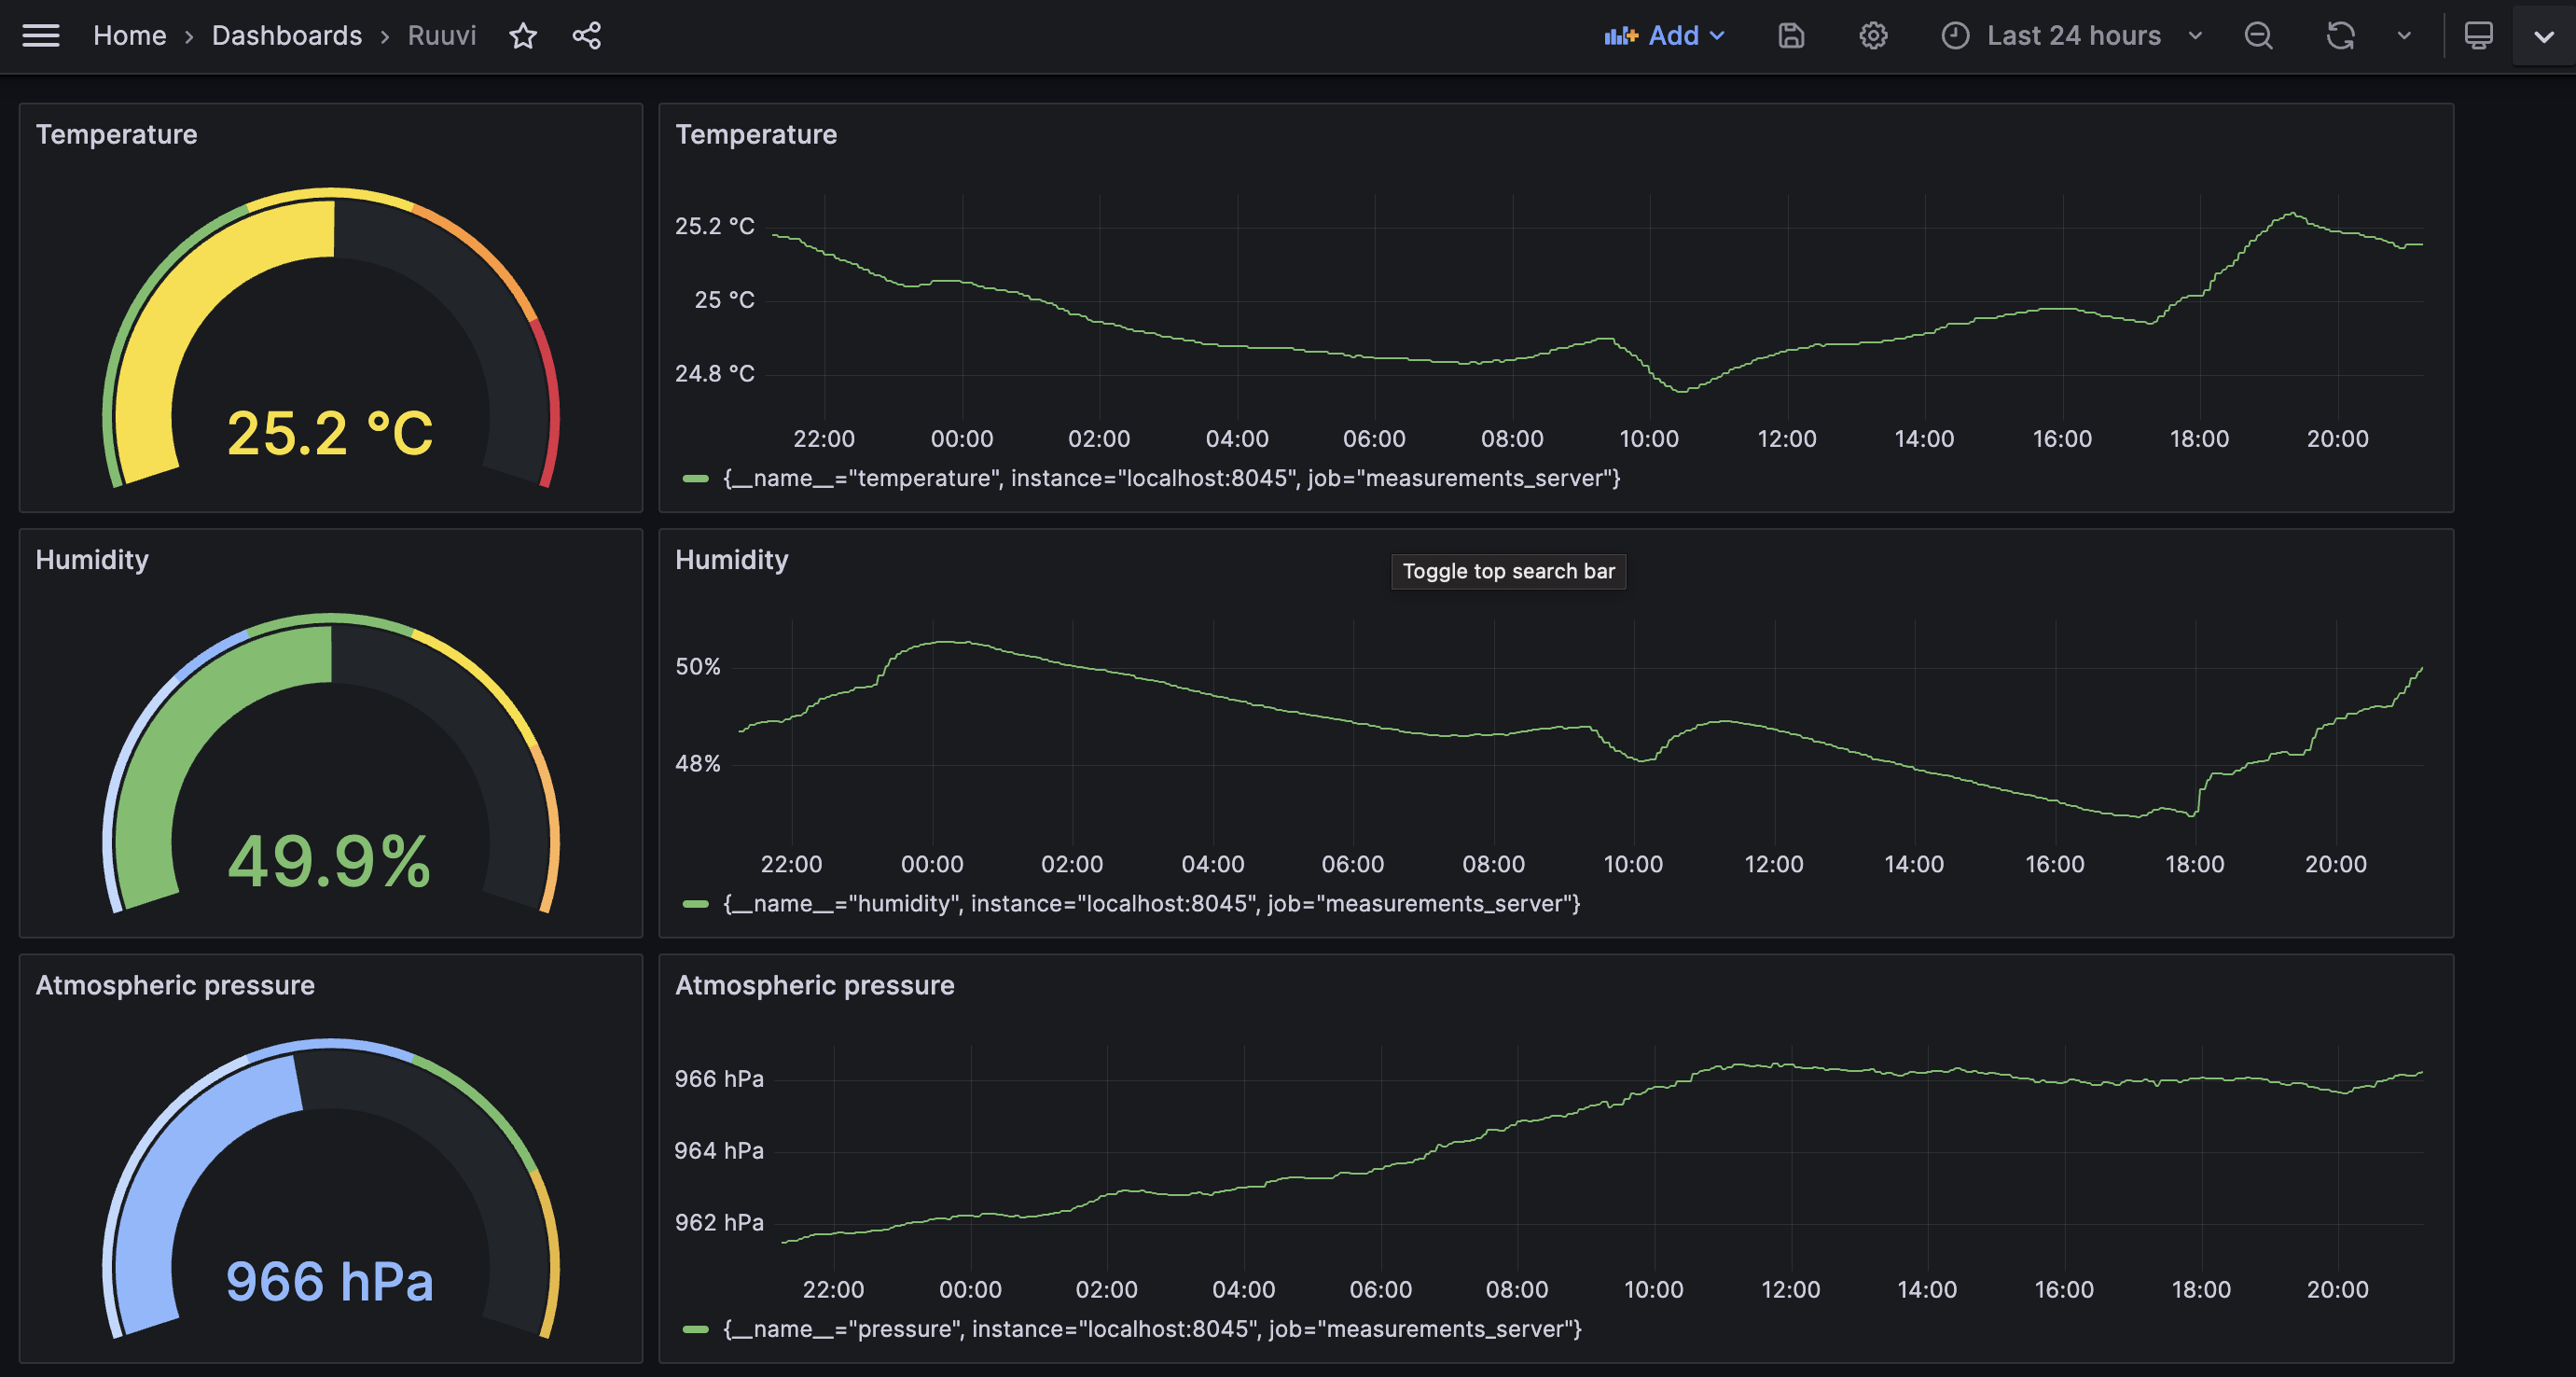 Home › Dashboards › Ruuvi Add Last 24 hours
Temperature
25.2 °C
Temperature
25.2 °C
25 °C
24.8 °C
22:00 00:00 02:00 04:00 06:00 08:00 10:00 12:00 14:00 16:00 18:00 20:00
{__name__="temperature", instance="localhost:8045", job="measurements_server"}
Humidity
49.9%
Humidity
Toggle top search bar
50%
48%
22:00 00:00 02:00 04:00 06:00 08:00 10:00 12:00 14:00 16:00 18:00 20:00
{__name__="humidity", instance="localhost:8045", job="measurements_server"}
Atmospheric pressure
966 hPa
Atmospheric pressure
966 hPa
964 hPa
962 hPa
22:00 00:00 02:00 04:00 06:00 08:00 10:00 12:00 14:00 16:00 18:00 20:00
{__name__="pressure", instance="localhost:8045", job="measurements_server"}